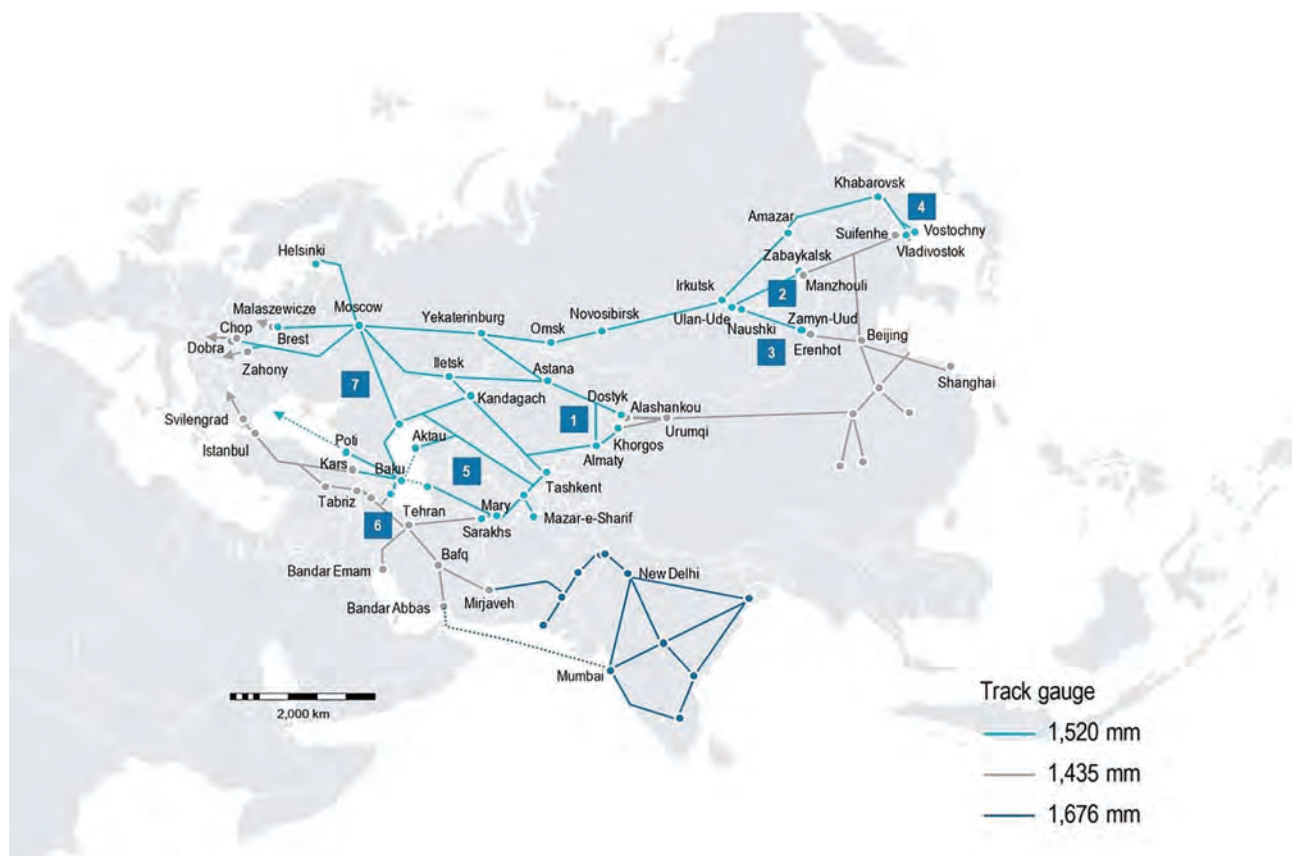 Khabarovsk
4
Amazar
Suifenhe
Vostochny
Vladivostok
Helsinki
Zabaykalsk
Manzhouli
Irkutsk
2
Malaszewicze
Moscow
Yekaterinburg
Novosibirsk
Ulan-Ude
Naushki
Zamyn-Uud
Chop
Brest
Omsk
Beijing
Dobra
Zahony
Erenhot
3
Iletsk
Astana
Shanghai
7
Kandagach
Dostyk
Alashankou
Svilengrad
1
Khorgos
Urumqi
Istanbul
Poti
Aktau
Almaty
Kars
Baku
5
Tashkent
Tabriz
Mary
Tehran
Sarakhs
Mazar-e-Sharif
6
Bafq
Bandar Emam
New Delhi
Mirjaveh
Bandar Abbas
Mumbai
2,000 km
Track gauge
1,520 mm
1,435 mm
1,676 mm